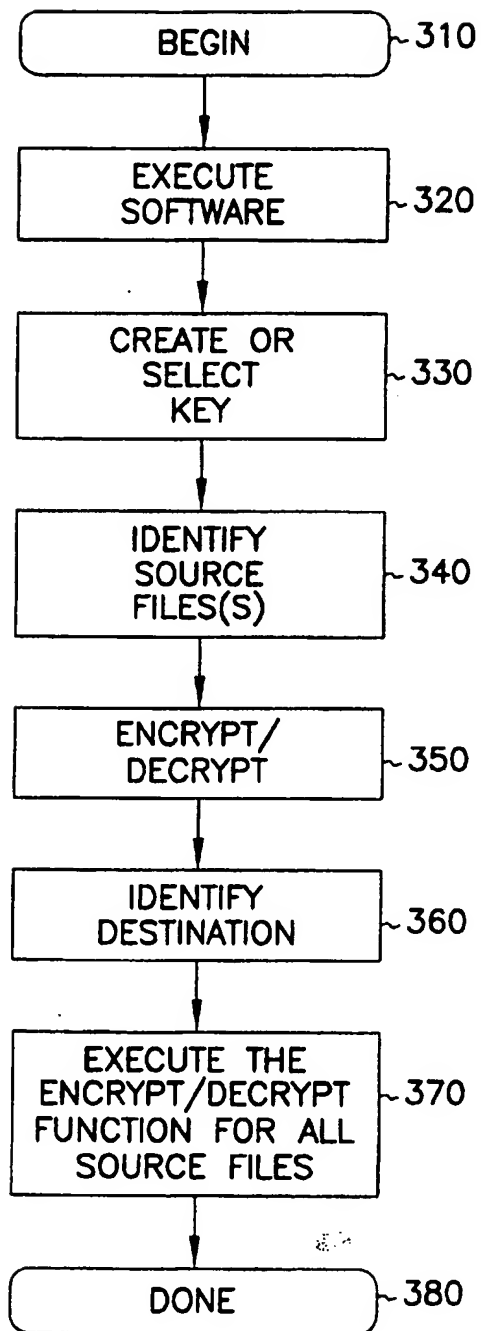 BEGIN
310
EXECUTE
SOFTWARE
320
CREATE OR
SELECT
KEY
330
IDENTIFY
SOURCE
FILES(S)
340
ENCRYPT/
DECRYPT
350
IDENTIFY
DESTINATION
360
EXECUTE THE
ENCRYPT/DECRYPT
FUNCTION FOR ALL
SOURCE FILES
370
DONE
380